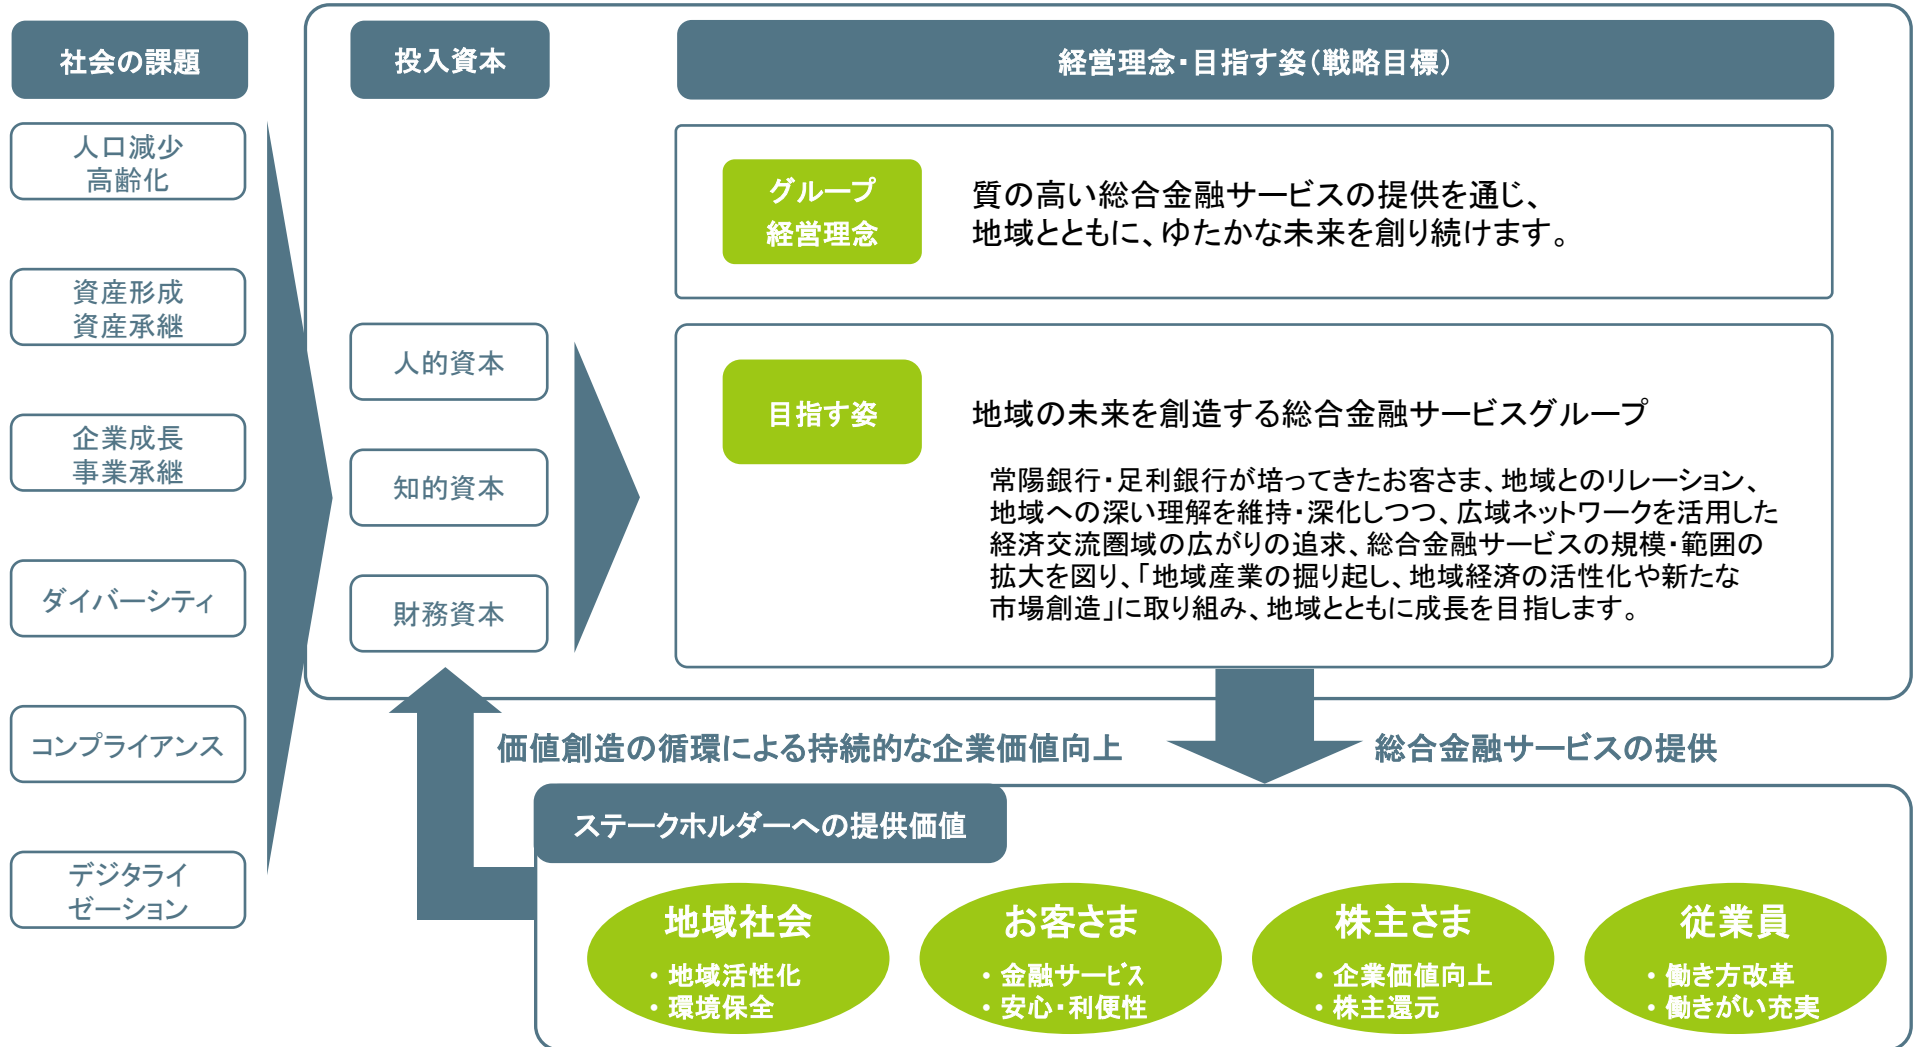 社会の課題
人口減少
高齢化
資産形成
資産承継
企業成長
事業承継
ダイバーシティ
コンプライアンス
デジタライ
ゼーション
投入資本
人的資本
知的資本
財務資本
経営理念・目指す姿（戦略目標）
グループ
経営理念
質の高い総合金融サービスの提供を通じ、
地域とともに、ゆたかな未来を創り続けます。
目指す姿
地域の未来を創造する総合金融サービスグループ
常陽銀行・足利銀行が培ってきたお客さま、地域とのリレーション、
地域への深い理解を維持・深化しつつ、広域ネットワークを活用した
経済交流圏域の広がりの追求、総合金融サービスの規模・範囲の
拡大を図り、「地域産業の掘り起し、地域経済の活性化や新たな
市場創造」に取り組み、地域とともに成長を目指します。
価値創造の循環による持続的な企業価値向上
総合金融サービスの提供
ステークホルダーへの提供価値
地域社会
・地域活性化
・環境保全
お客さま
・金融サービス
・安心・利便性
株主さま
・企業価値向上
・株主還元
従業員
・働き方改革
・働きがい充実